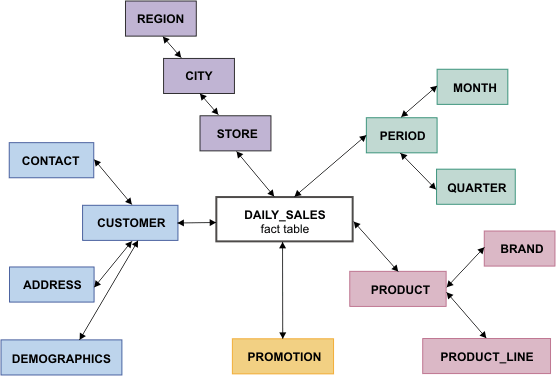 REGION
CITY
MONTH
STORE
PERIOD
CONTACT
QUARTER
CUSTOMER
DAILY_SALES
fact table
BRAND
ADDRESS
PRODUCT
DEMOGRAPHICS
PROMOTION
PRODUCT_LINE